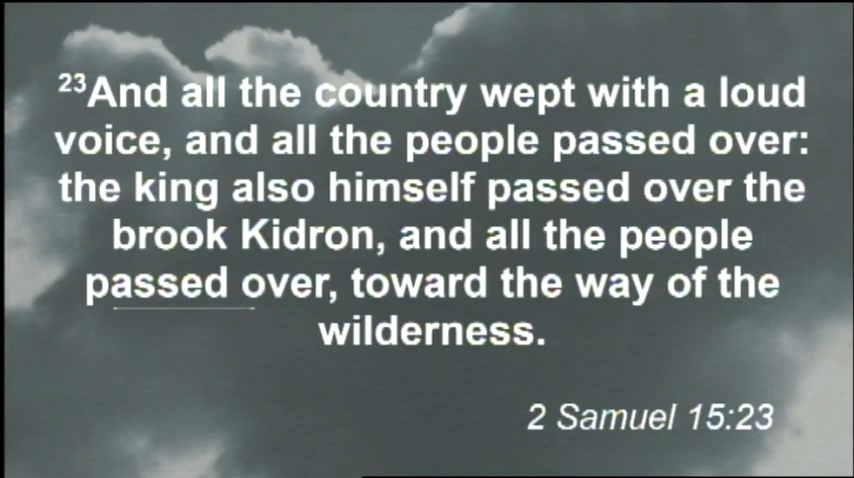 ²³And all the country wept with a loud
voice, and all the people passed over:
the king also himself passed over the
brook Kidron, and all the people
passed over, toward the way of the
wilderness.
2 Samuel 15:23